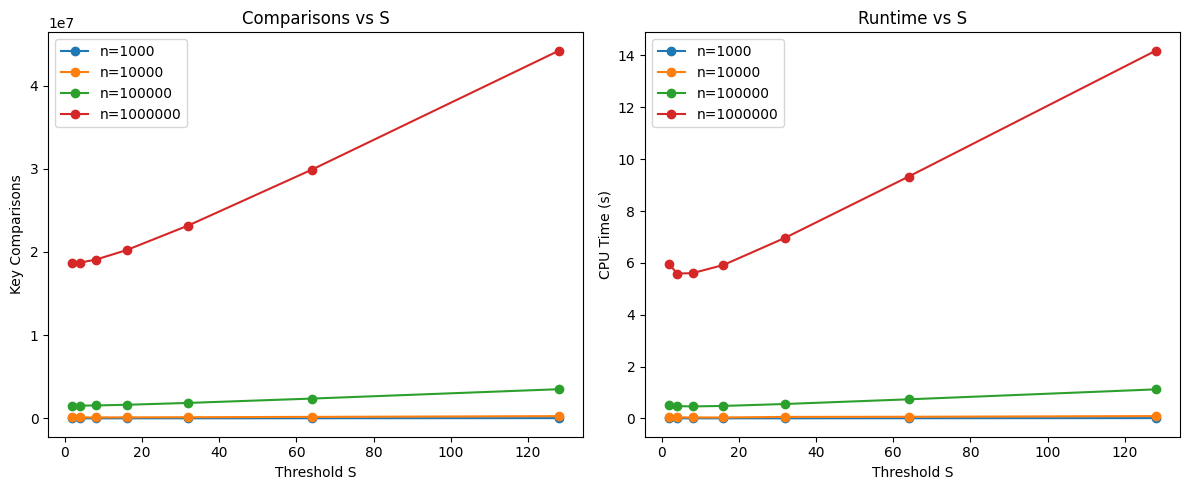 Comparisons vs S
1e7
n=1000
n=10000
n=100000
n=1000000
Key Comparisons
4
3
2
1
0
0 20 40 60 80 100 120
Threshold S
Runtime vs S
n=1000
n=10000
n=100000
n=1000000
CPU Time (s)
14
12
10
8
6
4
2
0
0 20 40 60 80 100 120
Threshold S